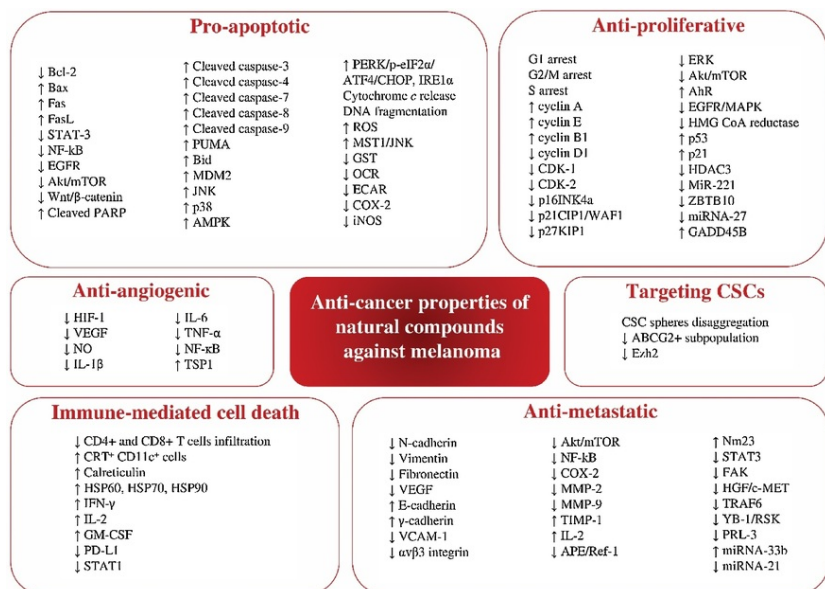 Pro-apoptotic
↓ Bcl-2
↑ Bax
↑ Fas
↑ FasL
↓ STAT-3
↓ NF-kB
↓ EGFR
↓ Akt/mTOR
↓ Wnt/β-catenin
↑ Cleaved PARP
↑ Cleaved caspase-3
↑ Cleaved caspase-4
↑ Cleaved caspase-7
↑ Cleaved caspase-8
↑ Cleaved caspase-9
↑ PUMA
↑ Bid
↑ MDM2
↑ JNK
↑ p38
↑ AMPK
↑ PERK/p-eIF2α/
ATF4/CHOP, IRE1α
Cytochrome c release
DNA fragmentation
↑ ROS
↑ MST1/JNK
↓ GST
↓ OCR
↓ ECAR
↓ COX-2
↓ iNOS
Anti-proliferative
G1 arrest
G2/M arrest
S arrest
↑ cyclin A
↑ cyclin E
↑ cyclin B1
↓ cyclin D1
↓ CDK-1
↓ CDK-2
↓ p16INK4a
↓ p21CIP1/WAF1
↓ p27KIP1
↓ ERK
↓ Akt/mTOR
↑ AhR
↓ EGFR/MAPK
↓ HMG CoA reductase
↑ p53
↑ p21
↓ HDAC3
↓ MiR-221
↓ ZBTB10
↓ miRNA-27
↑ GADD45B
Anti-angiogenic
↓ HIF-1
↓ VEGF
↓ NO
↓ IL-1β
↓ IL-6
↓ TNF-α
↓ NF-κB
↑ TSP1
Anti-cancer properties of
natural compounds
against melanoma
Targeting CSCs
CSC spheres disaggregation
↓ ABCG2+ subpopulation
↓ Ezh2
Immune-mediated cell death
↓ CD4+ and CD8+ T cells infiltration
↑ CRT⁺ CD11c⁺ cells
↑ Calreticulin
↑ HSP60, HSP70, HSP90
↑ IFN-γ
↑ IL-2
↑ GM-CSF
↓ PD-L1
↓ STAT1
Anti-metastatic
↓ N-cadherin
↓ Vimentin
↓ Fibronectin
↓ VEGF
↑ E-cadherin
↑ γ-cadherin
↓ VCAM-1
↓ αvβ3 integrin
↓ Akt/mTOR
↓ NF-kB
↓ COX-2
↓ MMP-2
↓ MMP-9
↑ TIMP-1
↑ IL-2
↓ APE/Ref-1
↑ Nm23
↓ STAT3
↓ FAK
↓ HGF/c-MET
↓ TRAF6
↓ YB-1/RSK
↓ PRL-3
↑ miRNA-33b
↓ miRNA-21